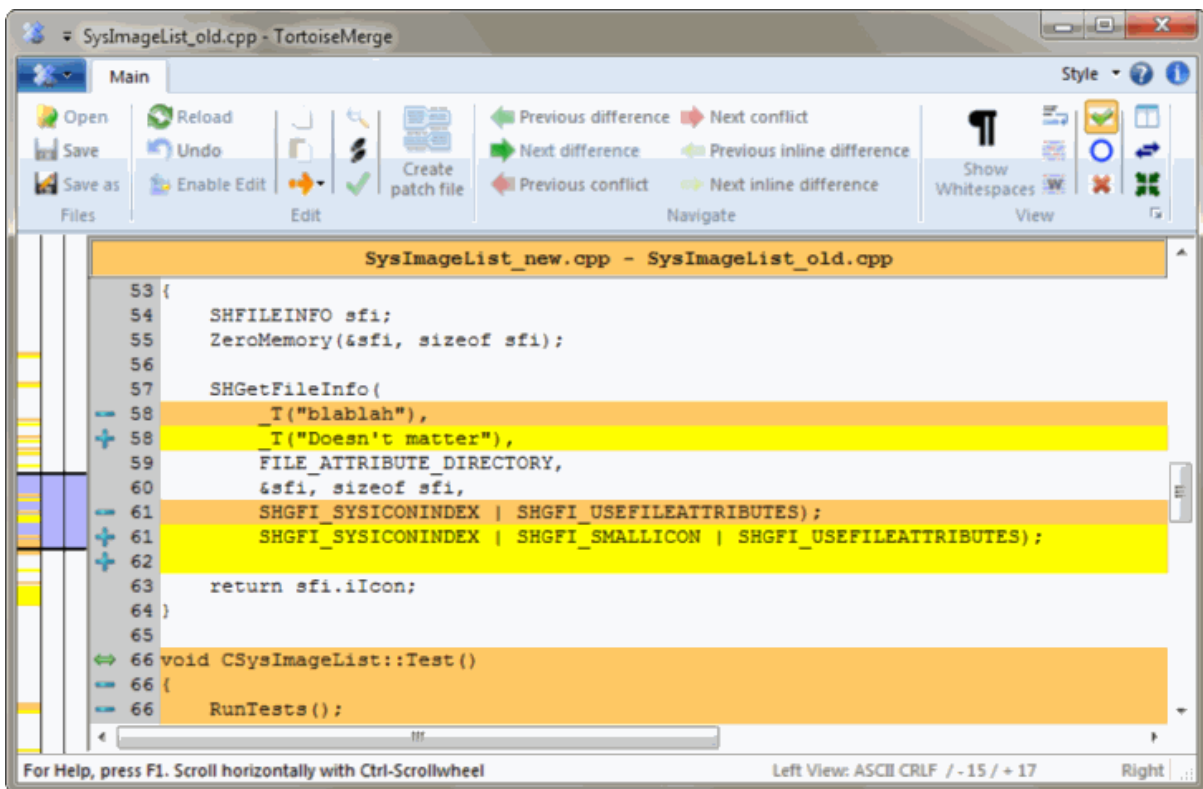 SysImageList_old.cpp - TortoiseMerge
Main
Style
Open
Save
Save as
Files
Reload
Undo
Enable Edit
Create
patch file
Edit
Previous difference
Next conflict
Next difference
Previous inline difference
Previous conflict
Next inline difference
Navigate
¶
Show
Whitespaces
W
View
SysImageList_new.cpp - SysImageList_old.cpp
53 {
54 SHFILEINFO sfi;
55 ZeroMemory(&sfi, sizeof sfi);
56
57 SHGetFileInfo(
58 _T("blablah"),
58 _T("Doesn't matter"),
59 FILE_ATTRIBUTE_DIRECTORY,
60 &sfi, sizeof sfi,
61 SHGFI_SYSICONINDEX | SHGFI_USEFILEATTRIBUTES);
61 SHGFI_SYSICONINDEX | SHGFI_SMALLICON | SHGFI_USEFILEATTRIBUTES);
62
63 return sfi.iIcon;
64 }
65
66 void CSysImageList::Test()
66 {
66 RunTests();
For Help, press F1. Scroll horizontally with Ctrl-Scrollwheel
Left View: ASCII CRLF / - 15 / + 17
Right